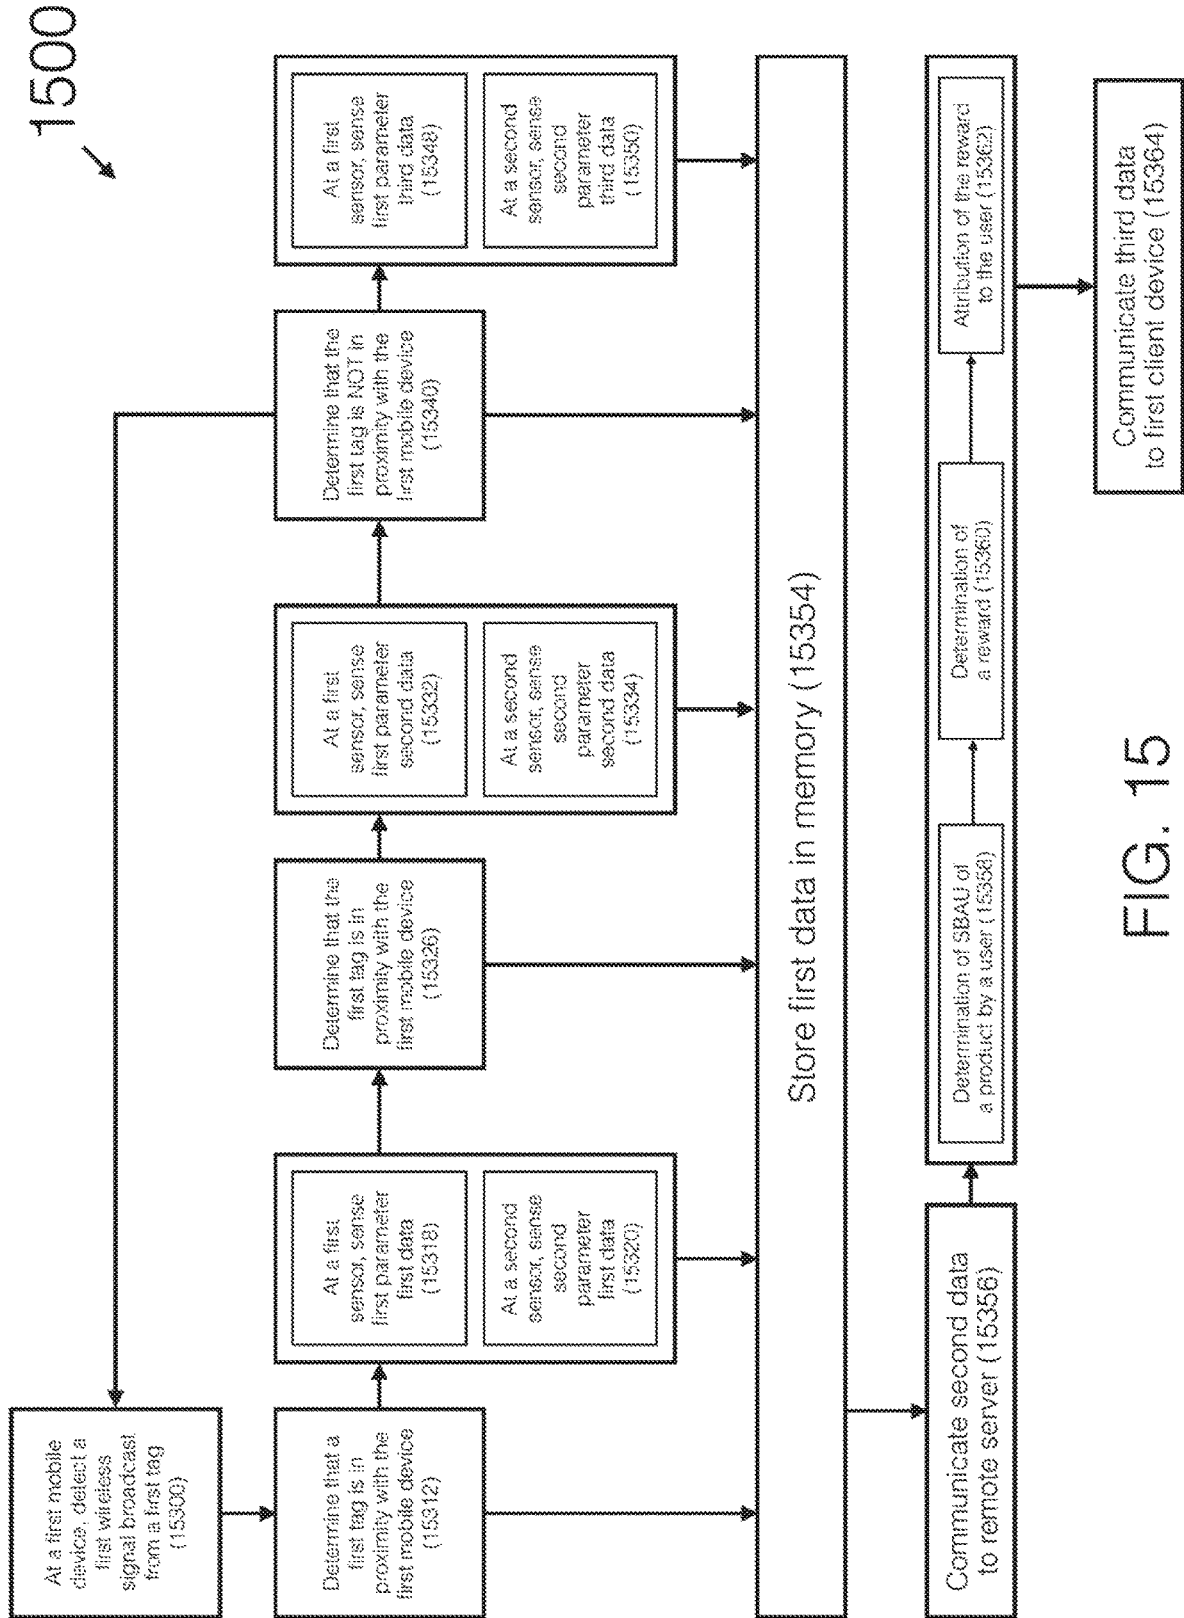 1500
At a first mobile
device, detect a
first wireless
signal broadcast
from a first tag
(15300)
Determine that a
first tag is in
proximity with the
first mobile device
(15312)
At a first
sensor, sense
first parameter
first data
(15318)
At a second
sensor, sense
second
parameter
first data
(15320)
Determine that the
first tag is in
proximity with the
first mobile device
(15326)
At a first
sensor, sense
first parameter
second data
(15332)
At a second
sensor, sense
second
parameter
second data
(15334)
Determine that the
first tag is NOT in
proximity with the
first mobile device
(15340)
At a first
sensor, sense
first parameter
third data
(15348)
At a second
sensor, sense
second
parameter
third data
(15350)
Store first data in memory (15354)
Communicate second data
to remote server (15356)
Determination of SBAU of
a product by a user (15358)
Determination of
a reward (15360)
Attribution of the reward
to the user (15362)
Communicate third data
to first client device (15364)
FIG. 15